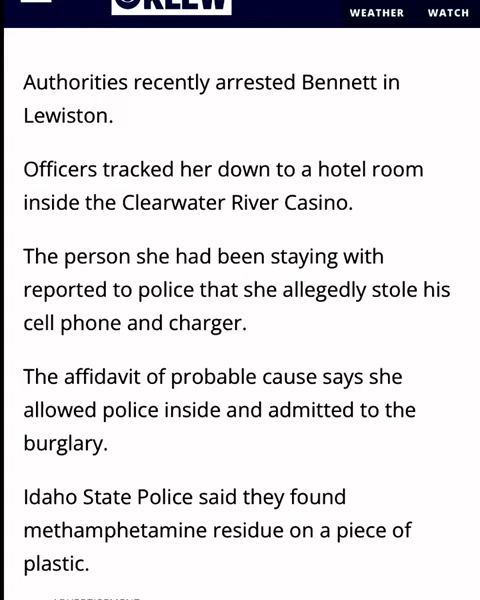 WEATHER WATCH
Authorities recently arrested Bennett in
Lewiston.
Officers tracked her down to a hotel room
inside the Clearwater River Casino.
The person she had been staying with
reported to police that she allegedly stole his
cell phone and charger.
The affidavit of probable cause says she
allowed police inside and admitted to the
burglary.
Idaho State Police said they found
methamphetamine residue on a piece of
plastic.